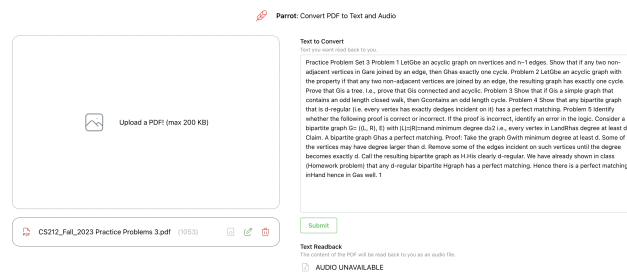 Parrot: Convert PDF to Text and Audio
Upload a PDF! (max 200 KB)
CS212_Fall_2023 Practice Problems 3.pdf (1053)
Text to Convert
Text you want read back to you.
Practice Problem Set 3 Problem 1 LetGbe an acyclic graph on nvertices and n−1 edges. Show that if any two non-
adjacent vertices in Gare joined by an edge, then Ghas exactly one cycle. Problem 2 LetGbe an acyclic graph with
the property if that any two non-adjacent vertices are joined by an edge, the resulting graph has exactly one cycle.
Prove that Gis a tree. I.e., prove that Gis connected and acyclic. Problem 3 Show that if Gis a simple graph that
contains an odd length closed walk, then Gcontains an odd length cycle. Problem 4 Show that any bipartite graph
that is d-regular (i.e. every vertex has exactly dedges incident on it) has a perfect matching. Problem 5 Identify
whether the following proof is correct or incorrect. If the proof is incorrect, identify an error in the logic. Consider a
bipartite graph G= ((L, R), E) with |L|=|R|=nand minimum degree d≥2 i.e., every vertex in LandRhas degree at least d
Claim. A bipartite graph Ghas a perfect matching. Proof: Take the graph Gwith minimum degree at least d. Some of
the vertices may have degree larger than d. Remove some of the edges incident on such vertices until the degree
becomes exactly d. Call the resulting bipartite graph as H.His clearly d-regular. We have already shown in class
(Homework problem) that any d-regular bipartite Hgraph has a perfect matching. Hence there is a perfect matching
inHand hence in Gas well. 1
Submit
Text Readback
The content of the PDF will be read back to you as an audio file.
AUDIO UNAVAILABLE